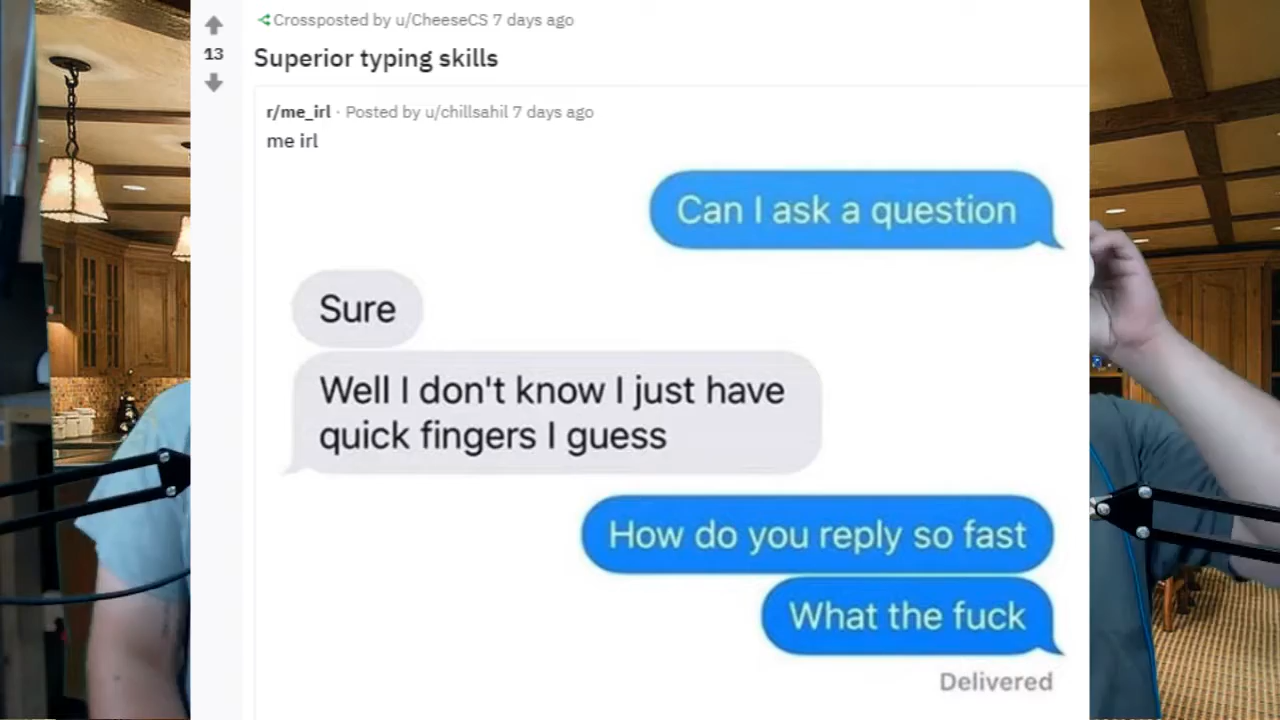 Crossposted by u/CheeseCS 7 days ago
13
Superior typing skills
r/me_irl · Posted by u/chillsahil 7 days ago
me irl
Can I ask a question
Sure
Well I don't know I just have
quick fingers I guess
How do you reply so fast
What the fuck
Delivered